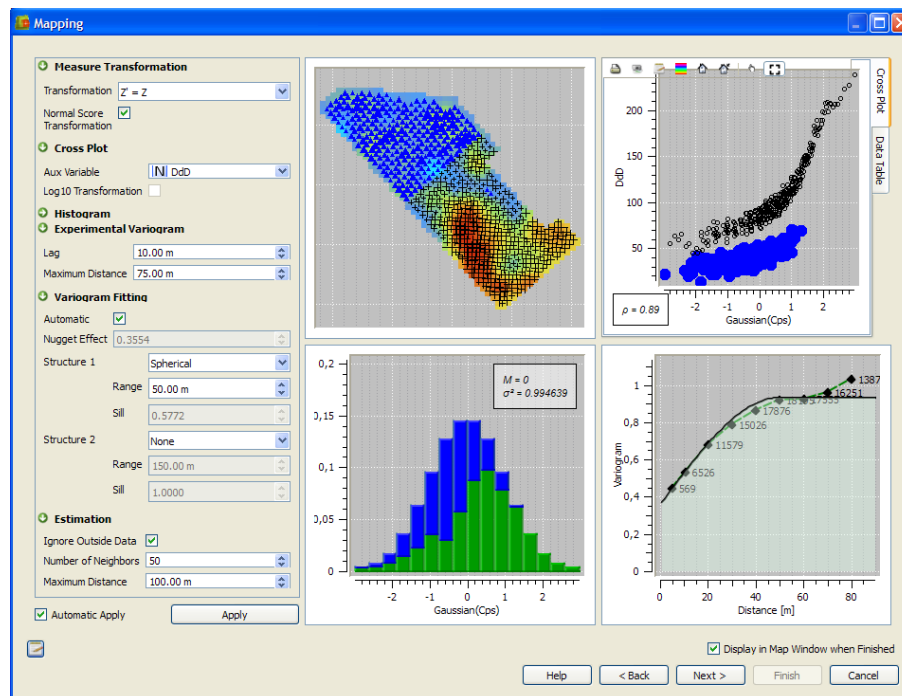 Mapping
Measure Transformation
Transformation Z' = Z
Normal Score
Transformation
Cross Plot
Aux Variable N DdD
Log10 Transformation
Histogram
Experimental Variogram
Lag 10.00 m
Maximum Distance 75.00 m
Variogram Fitting
Automatic
Nugget Effect 0.3554
Structure 1 Spherical
Range 50.00 m
Sill 0.5772
Structure 2 None
Range 150.00 m
Sill 1.0000
Estimation
Ignore Outside Data
Number of Neighbors 50
Maximum Distance 100.00 m
Automatic Apply
Apply
Cross Plot
Data Table
200
150
100
50
DdD
ρ = 0.89
-2 -1 0 1 2
Gaussian(Cps)
0,2
0,15
0,1
0,05
0
M = 0
σ² = 0.994639
-2 -1 0 1 2
Gaussian(Cps)
1
0,8
0,6
0,4
0,2
0
Variogram
569
6526
11579
15026
17876
16251
1387
0 20 40 60 80
Distance [m]
Display in Map Window when Finished
Help
< Back
Next >
Finish
Cancel